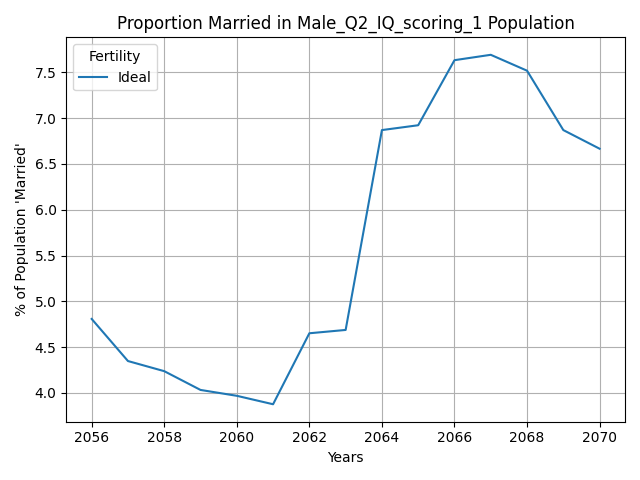 Proportion Married in Male_Q2_IQ_scoring_1 Population
Fertility
Ideal
% of Population 'Married'
7.5
7.0
6.5
6.0
5.5
5.0
4.5
4.0
2056 2058 2060 2062 2064 2066 2068 2070
Years